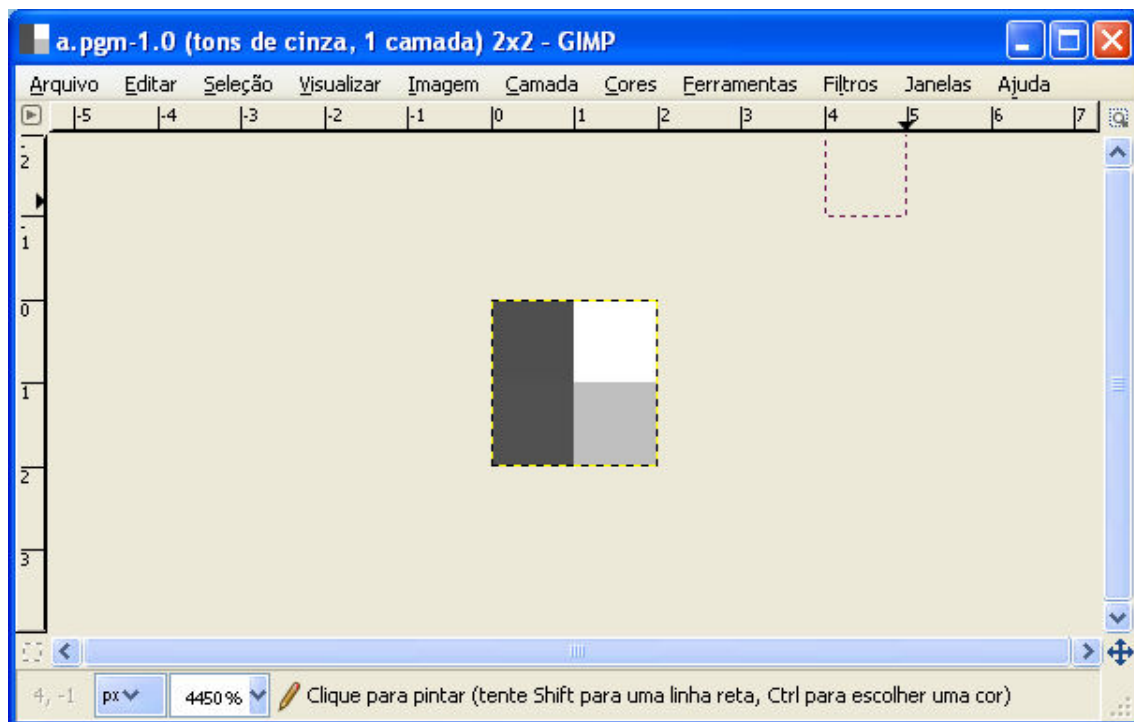 a.pgm-1.0 (tons de cinza, 1 camada) 2x2 - GIMP
Arquivo Editar Seleção Visualizar Imagem Camada Cores Ferramentas Filtros Janelas Ajuda
-5 -4 -3 -2 -1 0 1 2 3 4 5 6 7
-2
-1
0
1
2
3
4, -1 px 4450% Clique para pintar (tente Shift para uma linha reta, Ctrl para escolher uma cor)